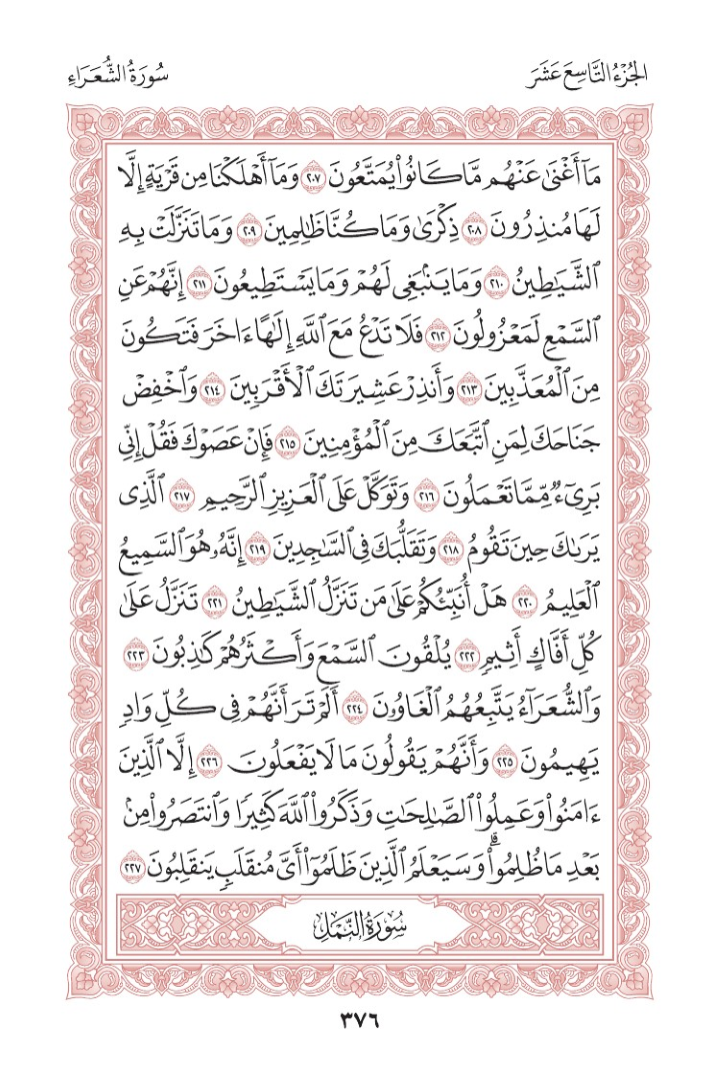 الجُزْءُ التَّاسِعَ عَشَرَ
سُورَةُ الشُّعَرَاءِ
مَآ أَغْنَىٰ عَنْهُم مَّا كَانُوا۟ يُمَتَّعُونَ ٢٠٧ وَمَآ أَهْلَكْنَا مِن قَرْيَةٍ إِلَّا
لَهَا مُنذِرُونَ ٢٠٨ ذِكْرَىٰ وَمَا كُنَّا ظَٰلِمِينَ ٢٠٩ وَمَا تَنَزَّلَتْ بِهِ
ٱلشَّيَٰطِينُ ٢١٠ وَمَا يَنۢبَغِى لَهُمْ وَمَا يَسْتَطِيعُونَ ٢١١ إِنَّهُمْ عَنِ
ٱلسَّمْعِ لَمَعْزُولُونَ ٢١٢ فَلَا تَدْعُ مَعَ ٱللَّهِ إِلَٰهًا ءَاخَرَ فَتَكُونَ
مِنَ ٱلْمُعَذَّبِينَ ٢١٣ وَأَنذِرْ عَشِيرَتَكَ ٱلْأَقْرَبِينَ ٢١٤ وَٱخْفِضْ
جَنَاحَكَ لِمَنِ ٱتَّبَعَكَ مِنَ ٱلْمُؤْمِنِينَ ٢١٥ فَإِنْ عَصَوْكَ فَقُلْ إِنِّى
بَرِىٓءٌ مِّمَّا تَعْمَلُونَ ٢١٦ وَتَوَكَّلْ عَلَى ٱلْعَزِيزِ ٱلرَّحِيمِ ٢١٧ ٱلَّذِى
يَرَىٰكَ حِينَ تَقُومُ ٢١٨ وَتَقَلُّبَكَ فِى ٱلسَّٰجِدِينَ ٢١٩ إِنَّهُۥ هُوَ ٱلسَّمِيعُ
ٱلْعَلِيمُ ٢٢٠ هَلْ أُنَبِّئُكُمْ عَلَىٰ مَن تَنَزَّلُ ٱلشَّيَٰطِينُ ٢٢١ تَنَزَّلُ عَلَىٰ
كُلِّ أَفَّاكٍ أَثِيمٍ ٢٢٢ يُلْقُونَ ٱلسَّمْعَ وَأَكْثَرُهُمْ كَٰذِبُونَ ٢٢٣
وَٱلشُّعَرَآءُ يَتَّبِعُهُمُ ٱلْغَاوُۥنَ ٢٢٤ أَلَمْ تَرَ أَنَّهُمْ فِى كُلِّ وَادٍ
يَهِيمُونَ ٢٢٥ وَأَنَّهُمْ يَقُولُونَ مَا لَا يَفْعَلُونَ ٢٢٦ إِلَّا ٱلَّذِينَ
ءَامَنُوا۟ وَعَمِلُوا۟ ٱلصَّٰلِحَٰتِ وَذَكَرُوا۟ ٱللَّهَ كَثِيرًا وَٱنتَصَرُوا۟ مِنۢ
بَعْدِ مَا ظُلِمُوا۟ ۗ وَسَيَعْلَمُ ٱلَّذِينَ ظَلَمُوٓا۟ أَىَّ مُنقَلَبٍ يَنقَلِبُونَ ٢٢٧
سُورَةُ النَّمْلِ
٣٧٦